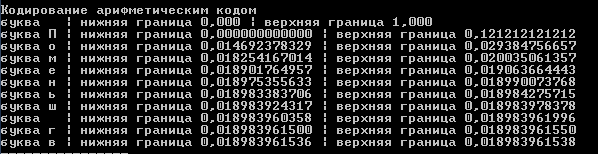 Кодирование арифметическим кодом
буква | нижняя граница 0,000 | верхняя граница 1,000
буква П | нижняя граница 0,000000000000 | верхняя граница 0,121212121212
буква о | нижняя граница 0,014692378329 | верхняя граница 0,029384756657
буква м | нижняя граница 0,018254167014 | верхняя граница 0,020035061357
буква е | нижняя граница 0,018901764957 | верхняя граница 0,019063664443
буква н | нижняя граница 0,018975355633 | верхняя граница 0,018990073768
буква ь | нижняя граница 0,018983383706 | верхняя граница 0,018984275715
буква ш | нижняя граница 0,018983924317 | верхняя граница 0,018983978378
буква | нижняя граница 0,018983960358 | верхняя граница 0,018983961996
буква г | нижняя граница 0,018983961500 | верхняя граница 0,018983961550
буква в | нижняя граница 0,018983961536 | верхняя граница 0,018983961538